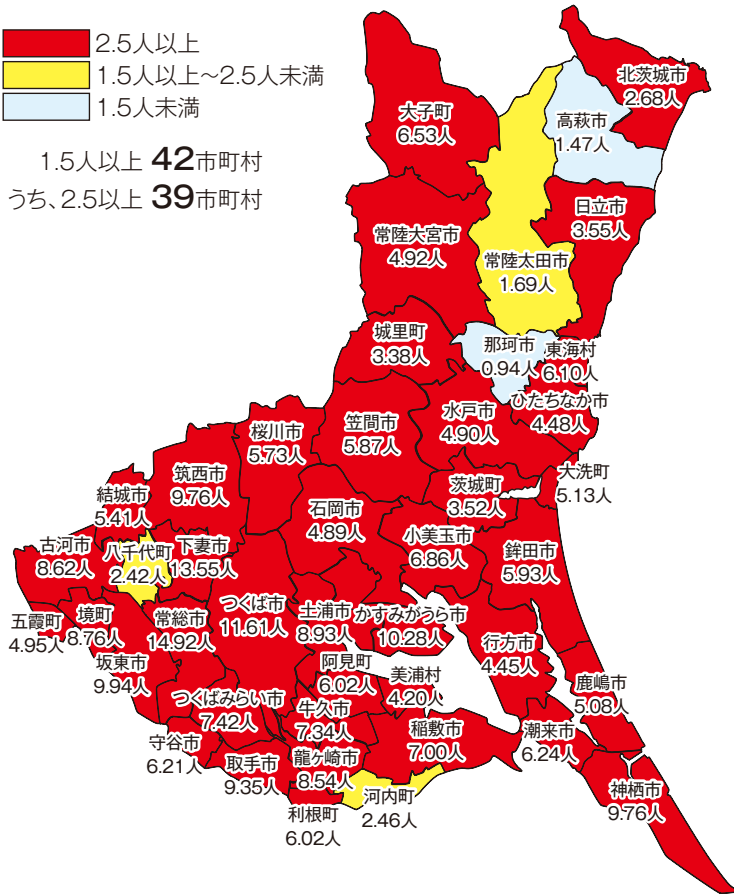 2.5人以上
1.5人以上～2.5人未満
1.5人未満
1.5人以上 42市町村
うち、2.5以上 39市町村
北茨城市
2.68人
大子町
6.53人
高萩市
1.47人
日立市
3.55人
常陸大宮市
4.92人
常陸太田市
1.69人
城里町
3.38人
那珂市
0.94人
東海村
6.10人
ひたちなか市
4.48人
水戸市
4.90人
笠間市
5.87人
桜川市
5.73人
筑西市
9.76人
結城市
5.41人
大洗町
5.13人
茨城町
3.52人
石岡市
4.89人
小美玉市
6.86人
鉾田市
5.93人
古河市
8.62人
八千代町
2.42人
下妻市
13.55人
五霞町
4.95人
境町
8.76人
常総市
14.92人
つくば市
11.61人
土浦市
8.93人
かすみがうら市
10.28人
行方市
4.45人
坂東市
9.94人
阿見町
6.02人
美浦村
4.20人
鹿嶋市
5.08人
つくばみらい市
7.42人
牛久市
7.34人
稲敷市
7.00人
潮来市
6.24人
守谷市
6.21人
取手市
9.35人
龍ヶ崎市
8.54人
神栖市
9.76人
利根町
6.02人
河内町
2.46人